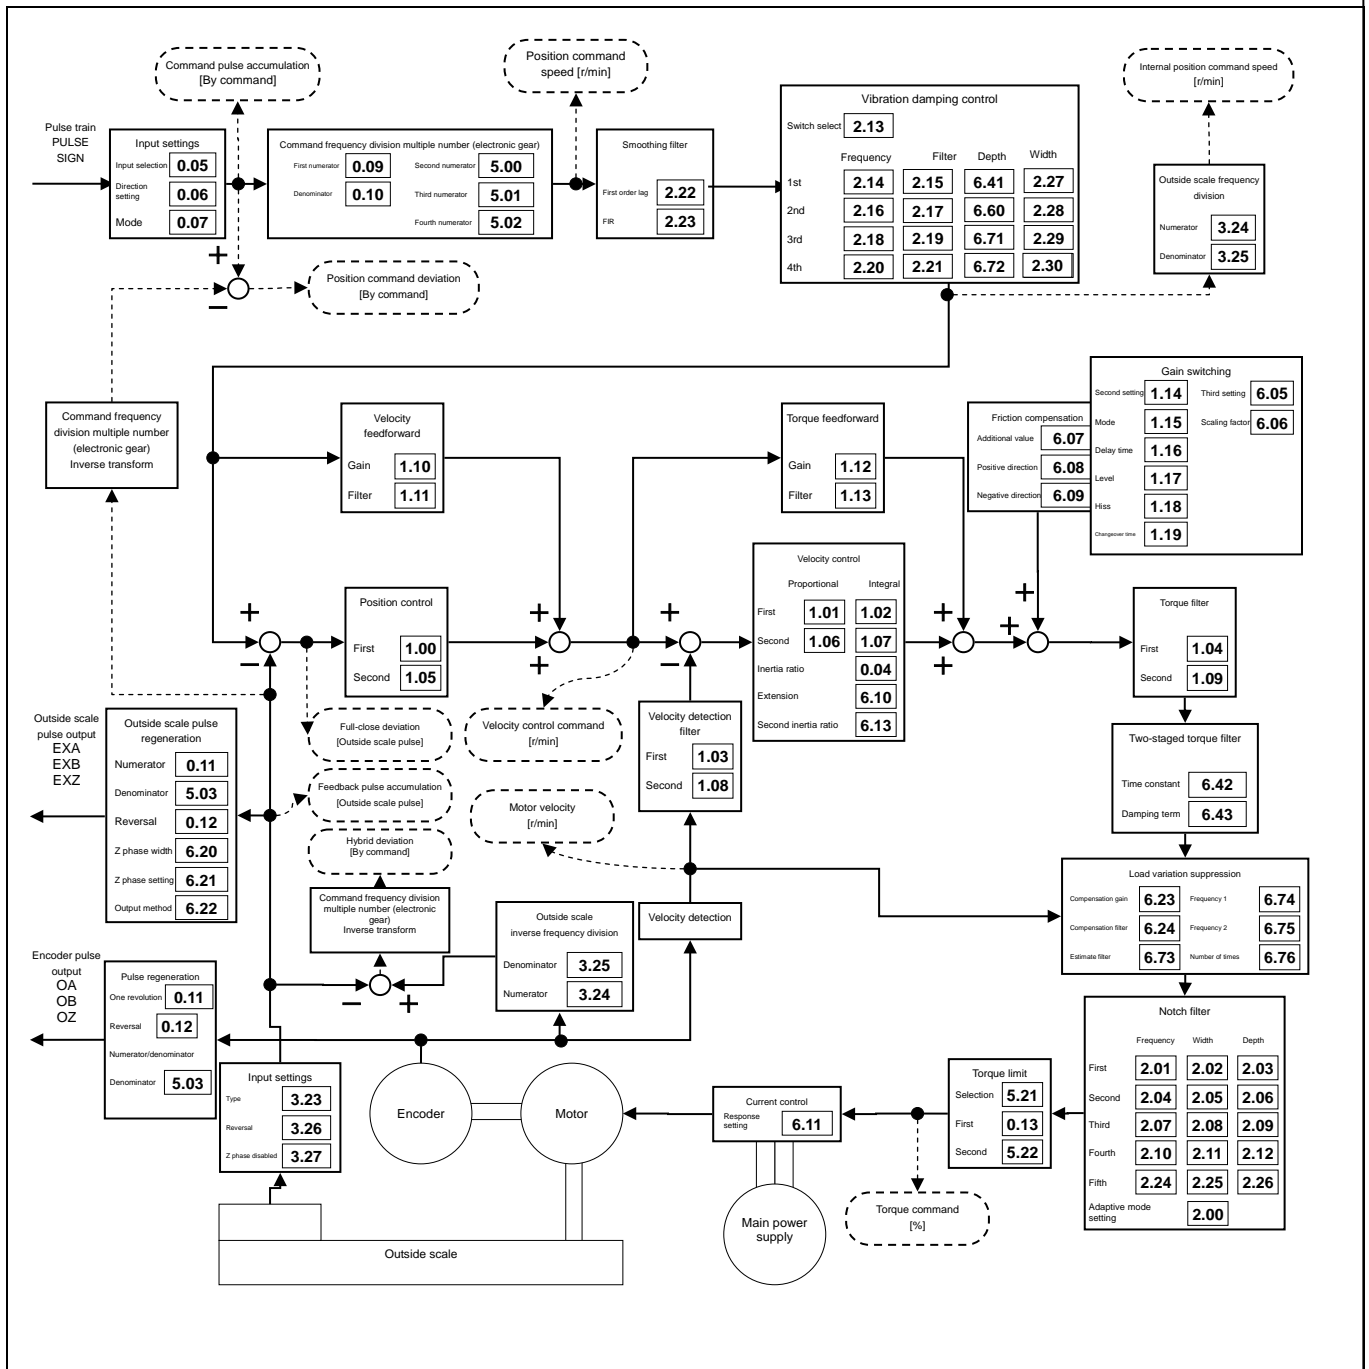 Command pulse accumulation
[By command]
Position command
speed [r/min]
Internal position command speed
[r/min]
Pulse train
PULSE
SIGN
Input settings
Input selection 0.05
Direction
setting 0.06
Mode 0.07
Command frequency division multiple number (electronic gear)
First numerator 0.09 Second numerator 5.00
Denominator 0.10 Third numerator 5.01
Fourth numerator 5.02
Smoothing filter
First order lag 2.22
FIR 2.23
Vibration damping control
Switch select 2.13
Frequency Filter Depth Width
1st 2.14 2.15 6.41 2.27
2nd 2.16 2.17 6.60 2.28
3rd 2.18 2.19 6.71 2.29
4th 2.20 2.21 6.72 2.30
Outside scale frequency
division
Numerator 3.24
Denominator 3.25
+
−
Position command deviation
[By command]
Command frequency
division multiple number
(electronic gear)
Inverse transform
Velocity
feedforward
Gain 1.10
Filter 1.11
Torque feedforward
Gain 1.12
Filter 1.13
Friction compensation
Additional value 6.07
Positive direction 6.08
Negative direction 6.09
Gain switching
Second setting 1.14 Third setting 6.05
Mode 1.15 Scaling factor 6.06
Delay time 1.16
Level 1.17
Hiss 1.18
Changeover time 1.19
+
−
Position control
First 1.00
Second 1.05
+
+
+
−
Velocity control
Proportional Integral
First 1.01 1.02
Second 1.06 1.07
Inertia ratio 0.04
Extension 6.10
Second inertia ratio 6.13
+
+
+
+
Torque filter
First 1.04
Second 1.09
Outside scale
pulse output
EXA
EXB
EXZ
Outside scale pulse
regeneration
Numerator 0.11
Denominator 5.03
Reversal 0.12
Z phase width 6.20
Z phase setting 6.21
Output method 6.22
Full-close deviation
[Outside scale pulse]
Feedback pulse accumulation
[Outside scale pulse]
Hybrid deviation
[By command]
Velocity control command
[r/min]
Motor velocity
[r/min]
Velocity detection
filter
First 1.03
Second 1.08
Two-staged torque filter
Time constant 6.42
Damping term 6.43
Load variation suppression
Compensation gain 6.23 Frequency 1 6.74
Compensation filter 6.24 Frequency 2 6.75
Estimate filter 6.73 Number of times 6.76
Command frequency division
multiple number (electronic
gear)
Inverse transform
−
+
Outside scale
inverse frequency division
Denominator 3.25
Numerator 3.24
Velocity detection
Encoder pulse
output
OA
OB
OZ
Pulse regeneration
One revolution 0.11
Reversal 0.12
Numerator/denominator
Denominator 5.03
Input settings
Type 3.23
Reversal 3.26
Z phase disabled 3.27
Encoder
Motor
Current control
Response
setting 6.11
Main power
supply
Torque limit
Selection 5.21
First 0.13
Second 5.22
Torque command
[%]
Notch filter
Frequency Width Depth
First 2.01 2.02 2.03
Second 2.04 2.05 2.06
Third 2.07 2.08 2.09
Fourth 2.10 2.11 2.12
Fifth 2.24 2.25 2.26
Adaptive mode
setting 2.00
Outside scale